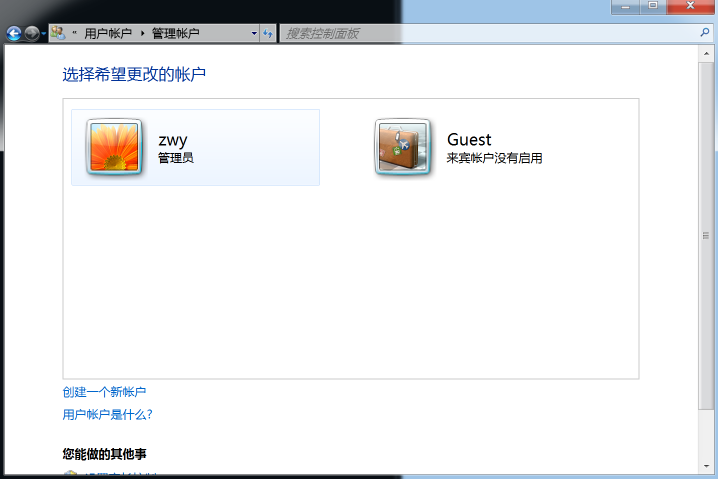 « 用户帐户 ▸ 管理帐户
搜索控制面板
选择希望更改的帐户
zwy
管理员
Guest
来宾帐户没有启用
创建一个新帐户
用户帐户是什么?
您能做的其他事